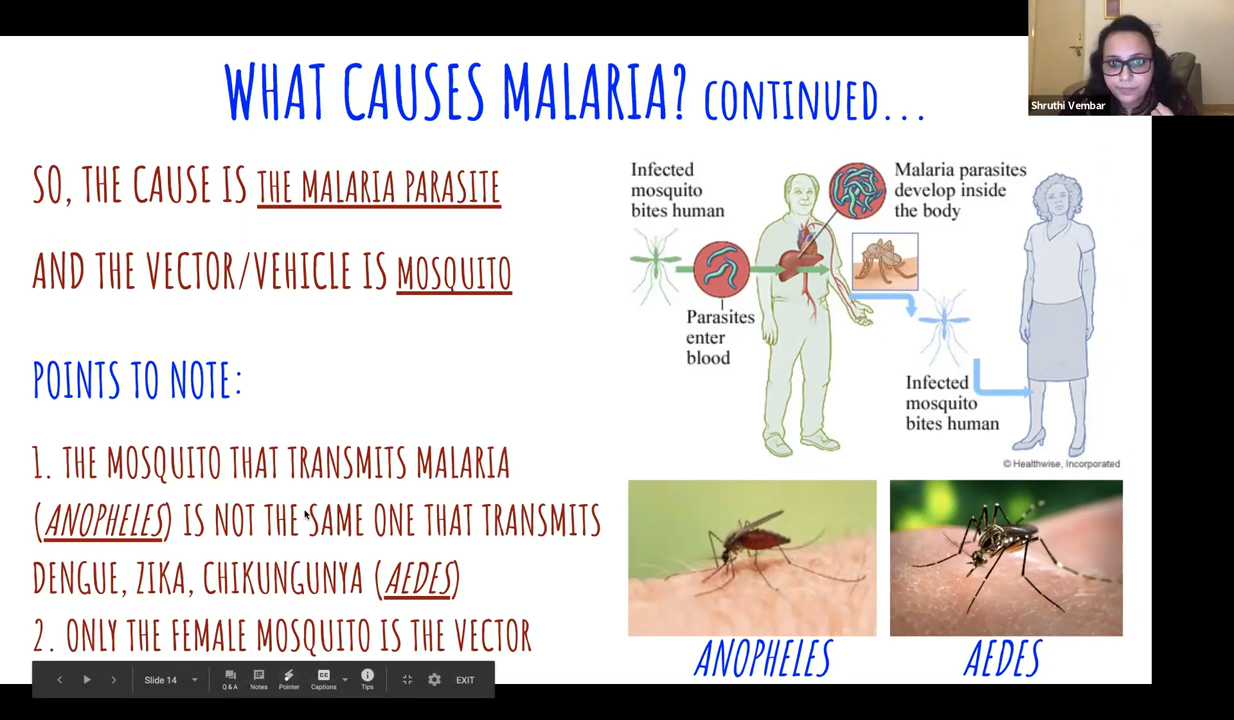 WHAT CAUSES MALARIA? CONTINUED...
Shruthi Vembar
SO, THE CAUSE IS THE MALARIA PARASITE
AND THE VECTOR/VEHICLE IS MOSQUITO
POINTS TO NOTE:
1. THE MOSQUITO THAT TRANSMITS MALARIA
(ANOPHELES) IS NOT THE SAME ONE THAT TRANSMITS
DENGUE, ZIKA, CHIKUNGUNYA (AEDES)
2. ONLY THE FEMALE MOSQUITO IS THE VECTOR
Infected
mosquito
bites human
Malaria parasites
develop inside
the body
Parasites
enter
blood
Infected
mosquito
bites human
© Healthwise, Incorporated
ANOPHELES
AEDES
Slide 14
Q & A
Notes
Pointer
CC
Captions
Tips
EXIT